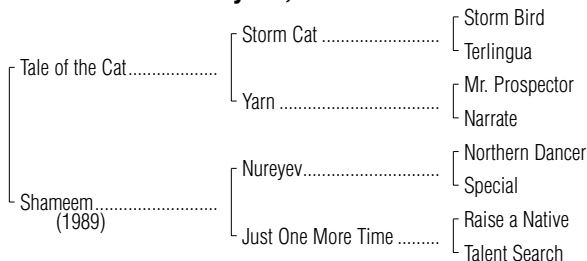 Storm Bird
Storm Cat ........................................
Terlingua
Tale of the Cat......................
Mr. Prospector
Yarn ........................................
Narrate
Northern Dancer
Nureyev..................................
Special
Shameem..............................
(1989)
Raise a Native
Just One More Time ..........
Talent Search